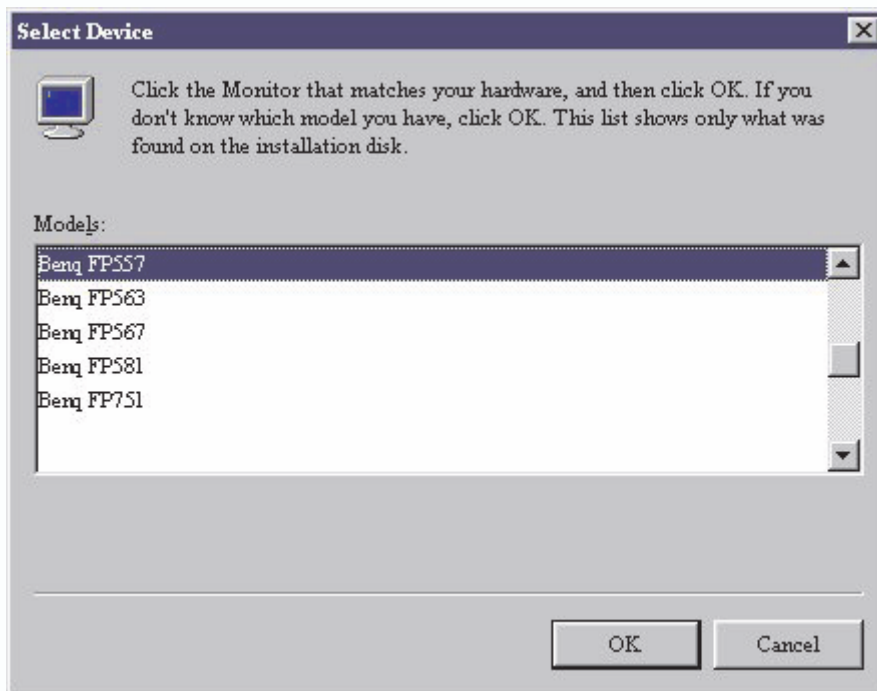 Select Device
Click the Monitor that matches your hardware, and then click OK. If you
don't know which model you have, click OK. This list shows only what was
found on the installation disk.
Models:
Benq FP557
Benq FP563
Benq FP567
Benq FP581
Benq FP751
OK
Cancel